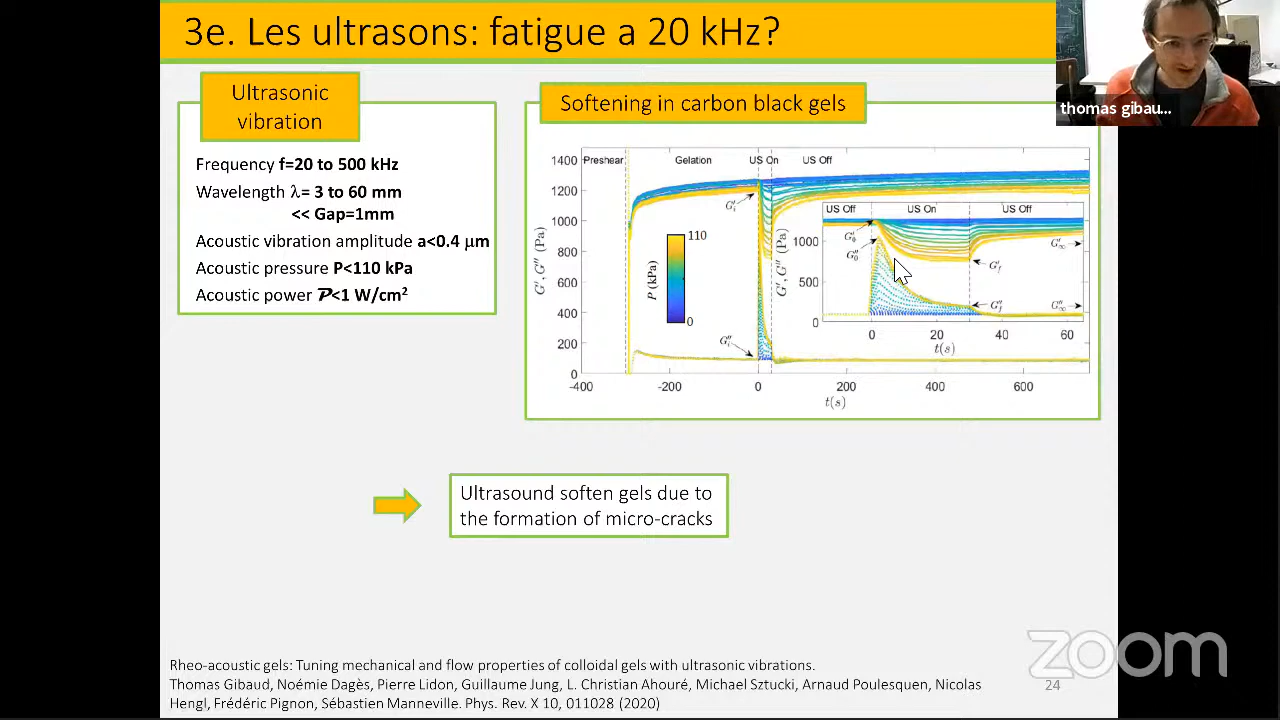 3e. Les ultrasons: fatigue a 20 kHz?
thomas gibau...
Ultrasonic
vibration
Frequency f=20 to 500 kHz
Wavelength λ= 3 to 60 mm
<< Gap=1mm
Acoustic vibration amplitude a<0.4 μm
Acoustic pressure P<110 kPa
Acoustic power 𝒫<1 W/cm²
Softening in carbon black gels
Preshear Gelation US On US Off
1400
1200
1000
800
600
400
200
0
G', G'' (Pa)
-400 -200 0 200 400 600
t(s)
G'ᵢ
G''ᵢ
P (kPa)
110
0
US Off US On US Off
G', G'' (Pa)
1000
500
0
G'₀
G''₀
G'f
G''f
G'∞
G''∞
0 20 40 60
t(s)
Ultrasound soften gels due to
the formation of micro-cracks
Rheo-acoustic gels: Tuning mechanical and flow properties of colloidal gels with ultrasonic vibrations.
Thomas Gibaud, Noémie Dagès, Pierre Lidon, Guillaume Jung, L. Christian Ahouré, Michael Sztucki, Arnaud Poulesquen, Nicolas
Hengl, Frédéric Pignon, Sébastien Manneville. Phys. Rev. X 10, 011028 (2020)
24
zoom